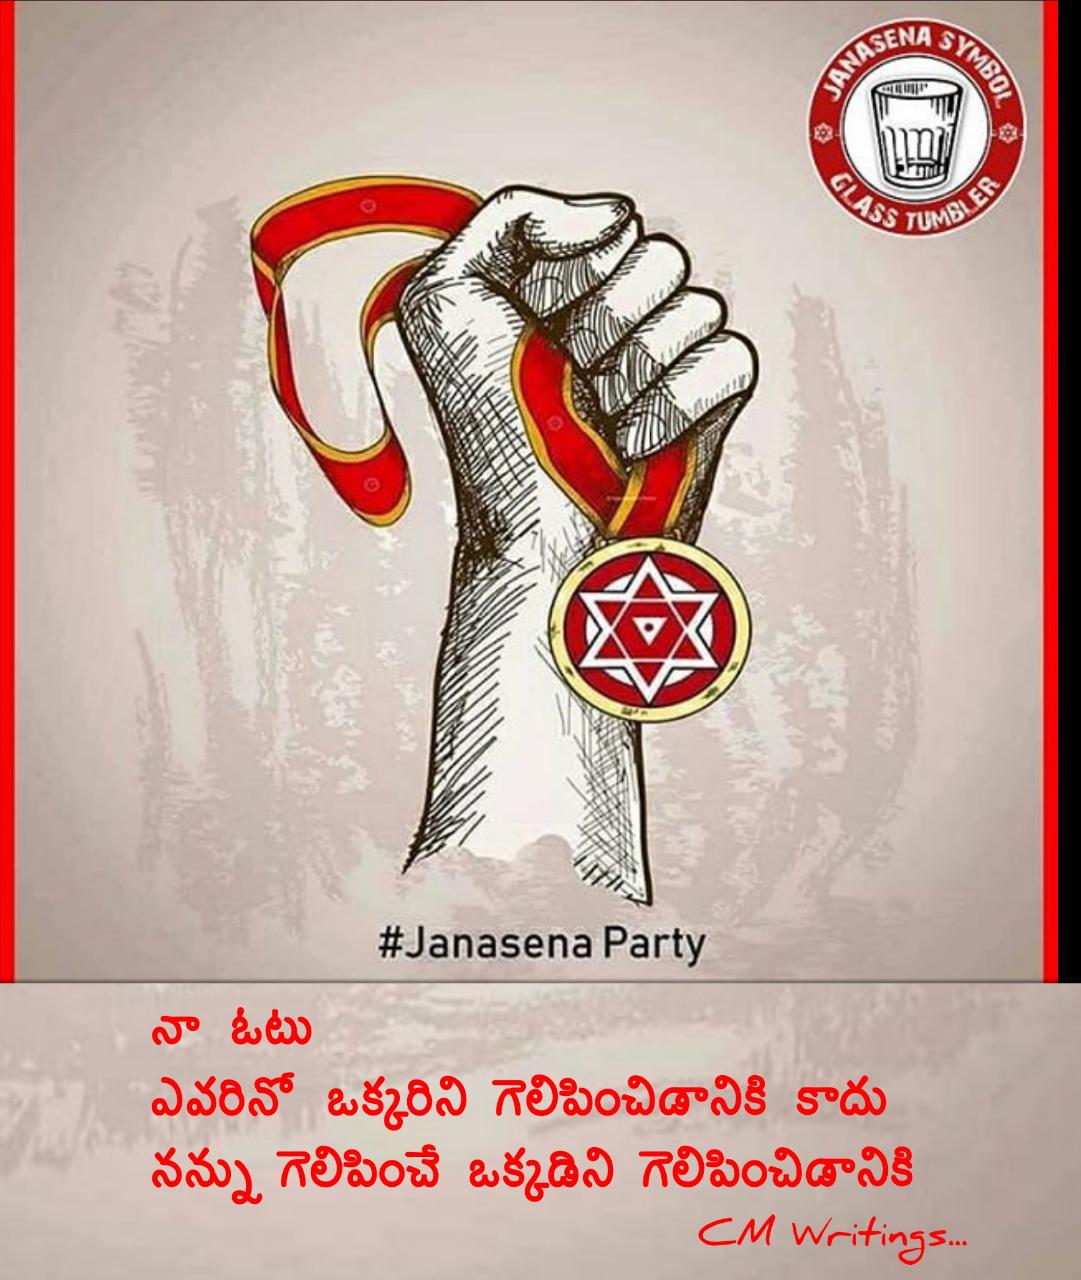 JANASENA SYMBOL
GLASS TUMBLER
#Janasena Party
నా ఓటు
ఎవరినో ఒక్కరిని గెలిపించిడానికి కాదు
నన్ను గెలిపించే ఒక్కడిని గెలిపించిడానికి
CM Writings...